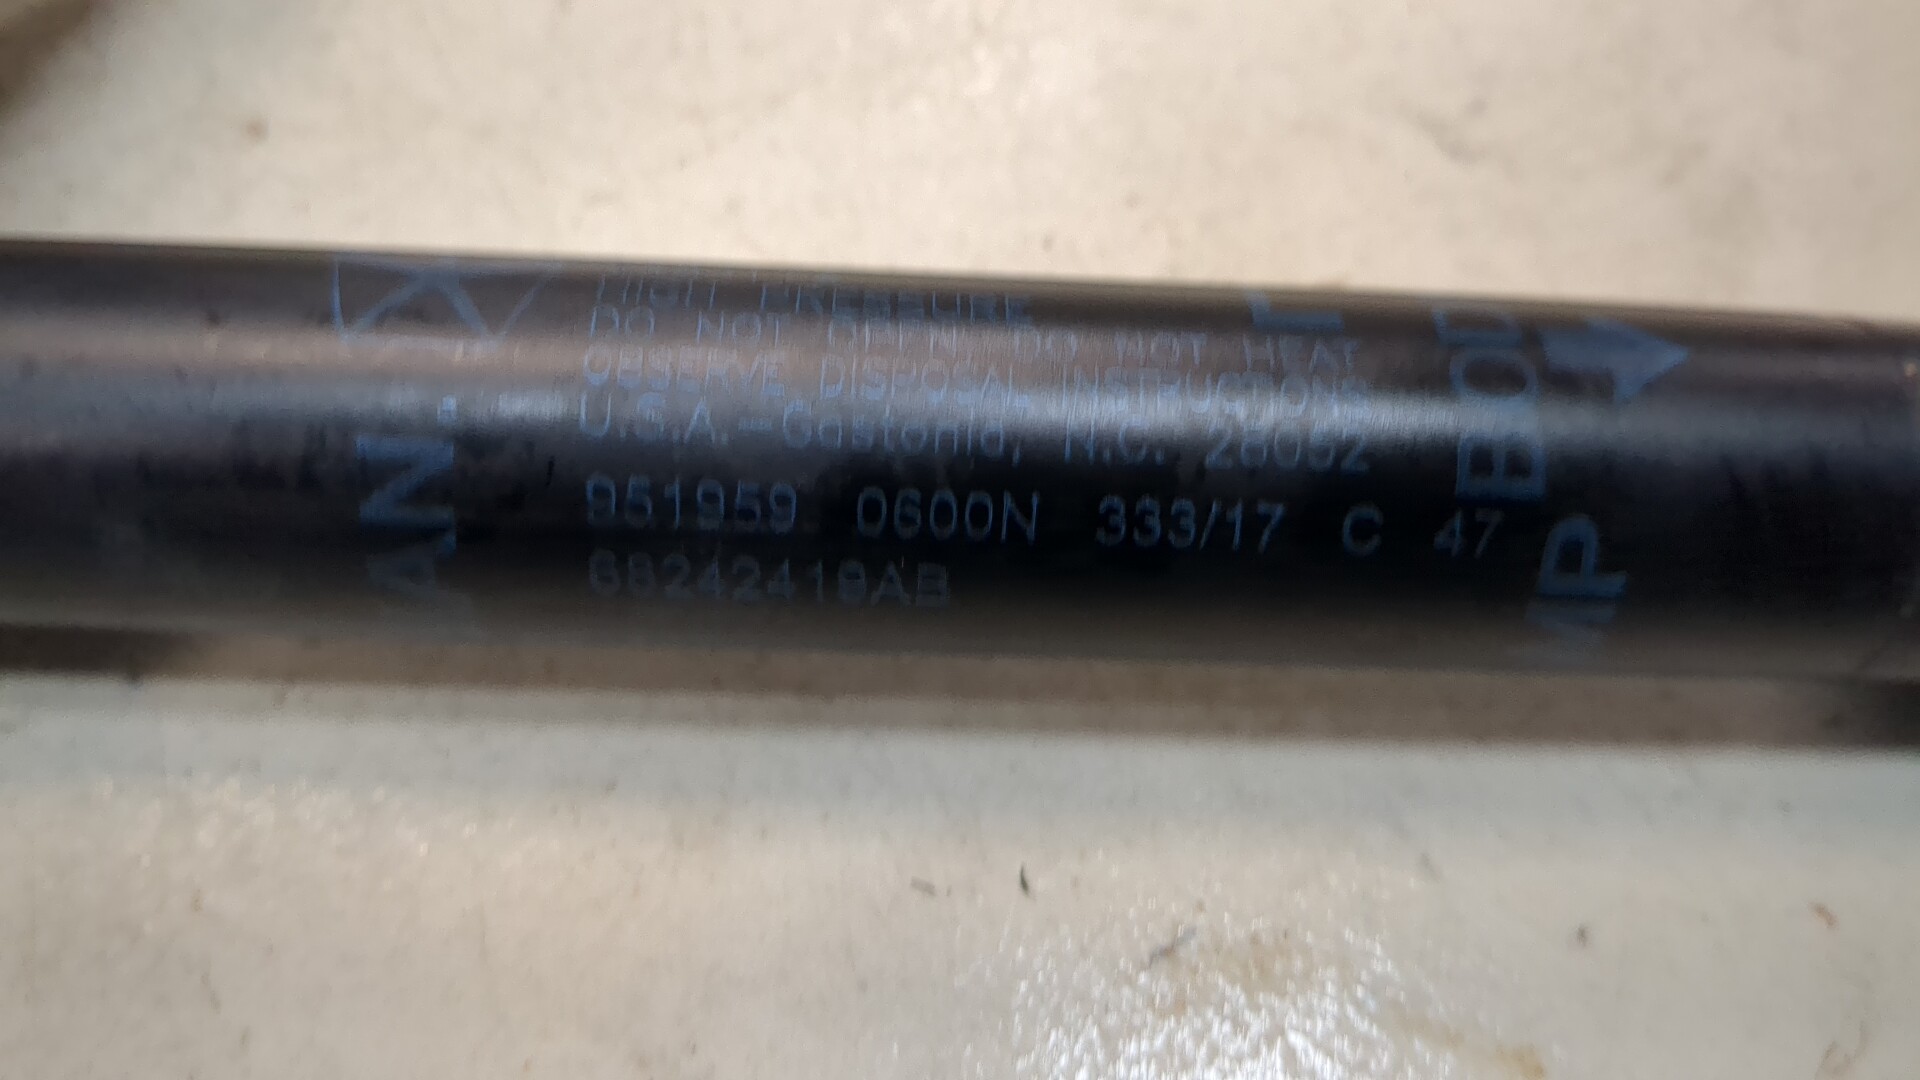 HIGH PRESSURE
DO NOT OPEN DO NOT HEAT
OBSERVE DISPOSAL INSTRUCTIONS
U.S.A.-Gastonia, N.C. 28052
951959 0600N 333/17 C 47
68242419AB